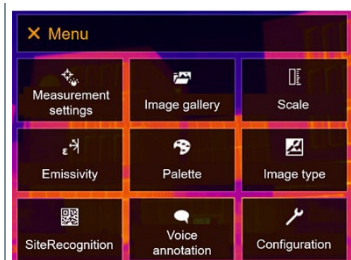 Menu
Measurement
settings
Image gallery
Scale
Emissivity
Palette
Image type
SiteRecognition
Voice
annotation
Configuration